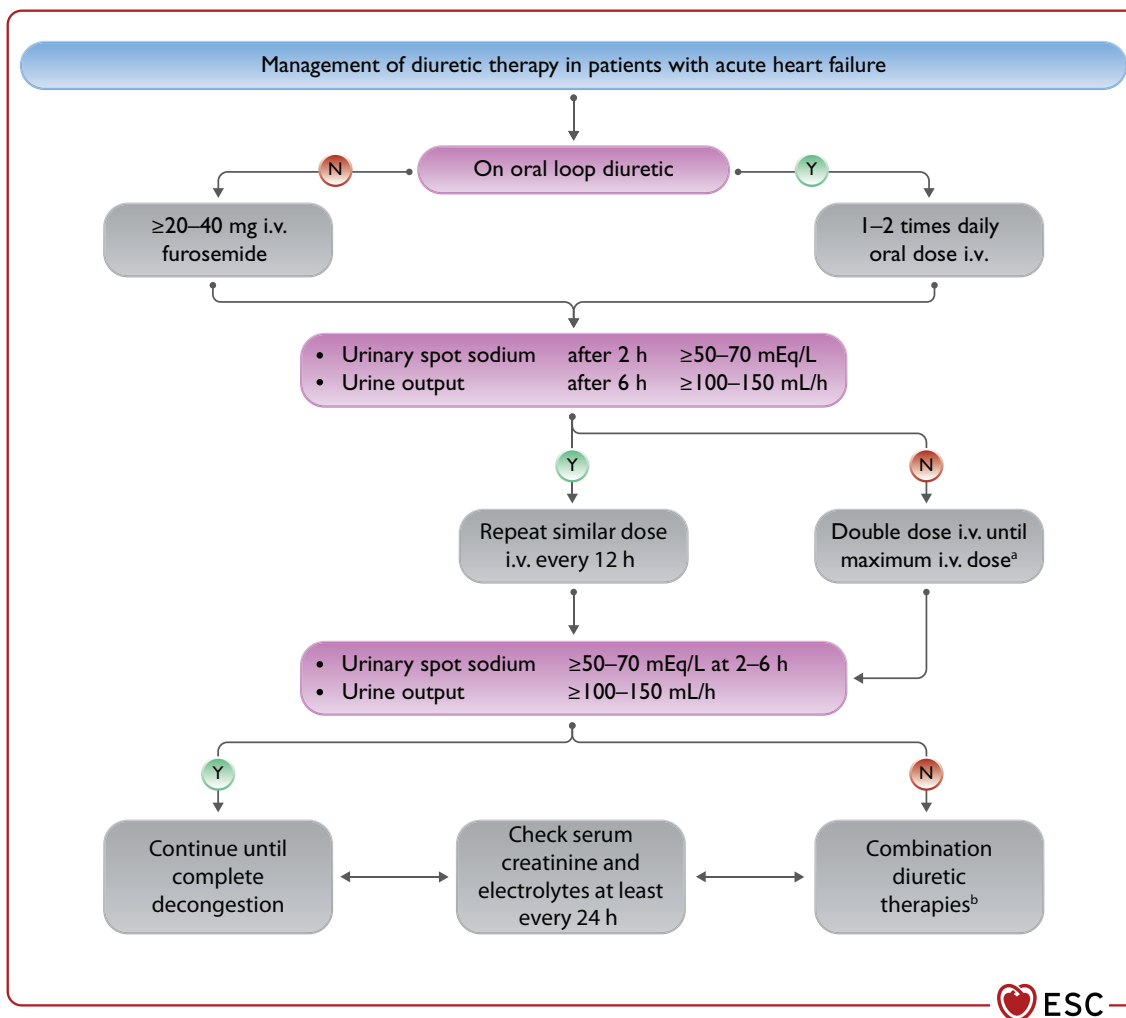 Management of diuretic therapy in patients with acute heart failure
On oral loop diuretic
N
Y
≥20–40 mg i.v.
furosemide
1–2 times daily
oral dose i.v.
• Urinary spot sodium after 2 h ≥50–70 mEq/L
• Urine output after 6 h ≥100–150 mL/h
Y
N
Repeat similar dose
i.v. every 12 h
Double dose i.v. until
maximum i.v. doseᵃ
• Urinary spot sodium ≥50–70 mEq/L at 2–6 h
• Urine output ≥100–150 mL/h
Y
N
Continue until
complete
decongestion
Check serum
creatinine and
electrolytes at least
every 24 h
Combination
diuretic
therapiesᵇ
ESC